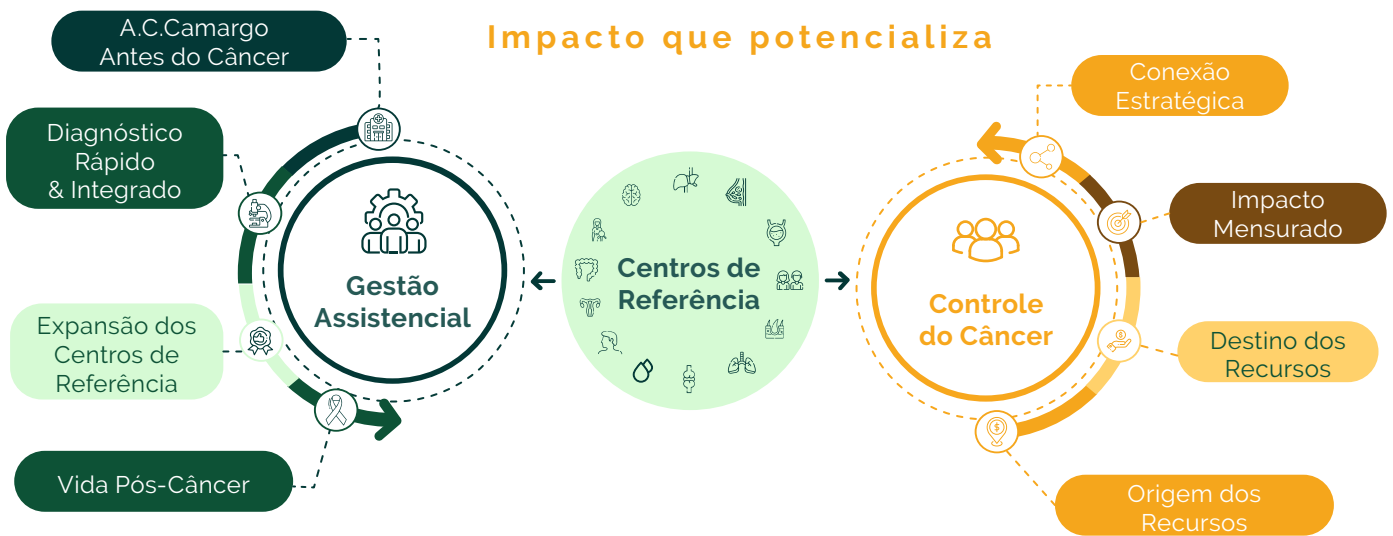 Impacto que potencializa
A.C.Camargo
Antes do Câncer
Diagnóstico
Rápido
& Integrado
Expansão dos
Centros de
Referência
Vida Pós-Câncer
Gestão
Assistencial
Centros de
Referência
Controle
do Câncer
Conexão
Estratégica
Impacto
Mensurado
Destino dos
Recursos
Origem dos
Recursos